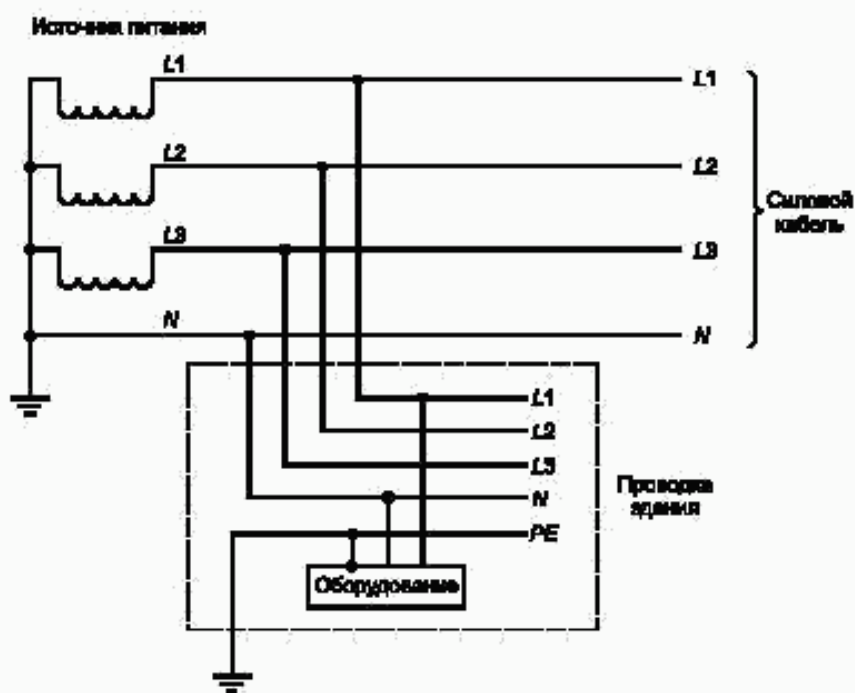 Источник питания
L1
L1
L2
L2
L3
L3
Силовой
кабель
N
N
L1
L2
L3
N
PE
Проводка
здания
Оборудование